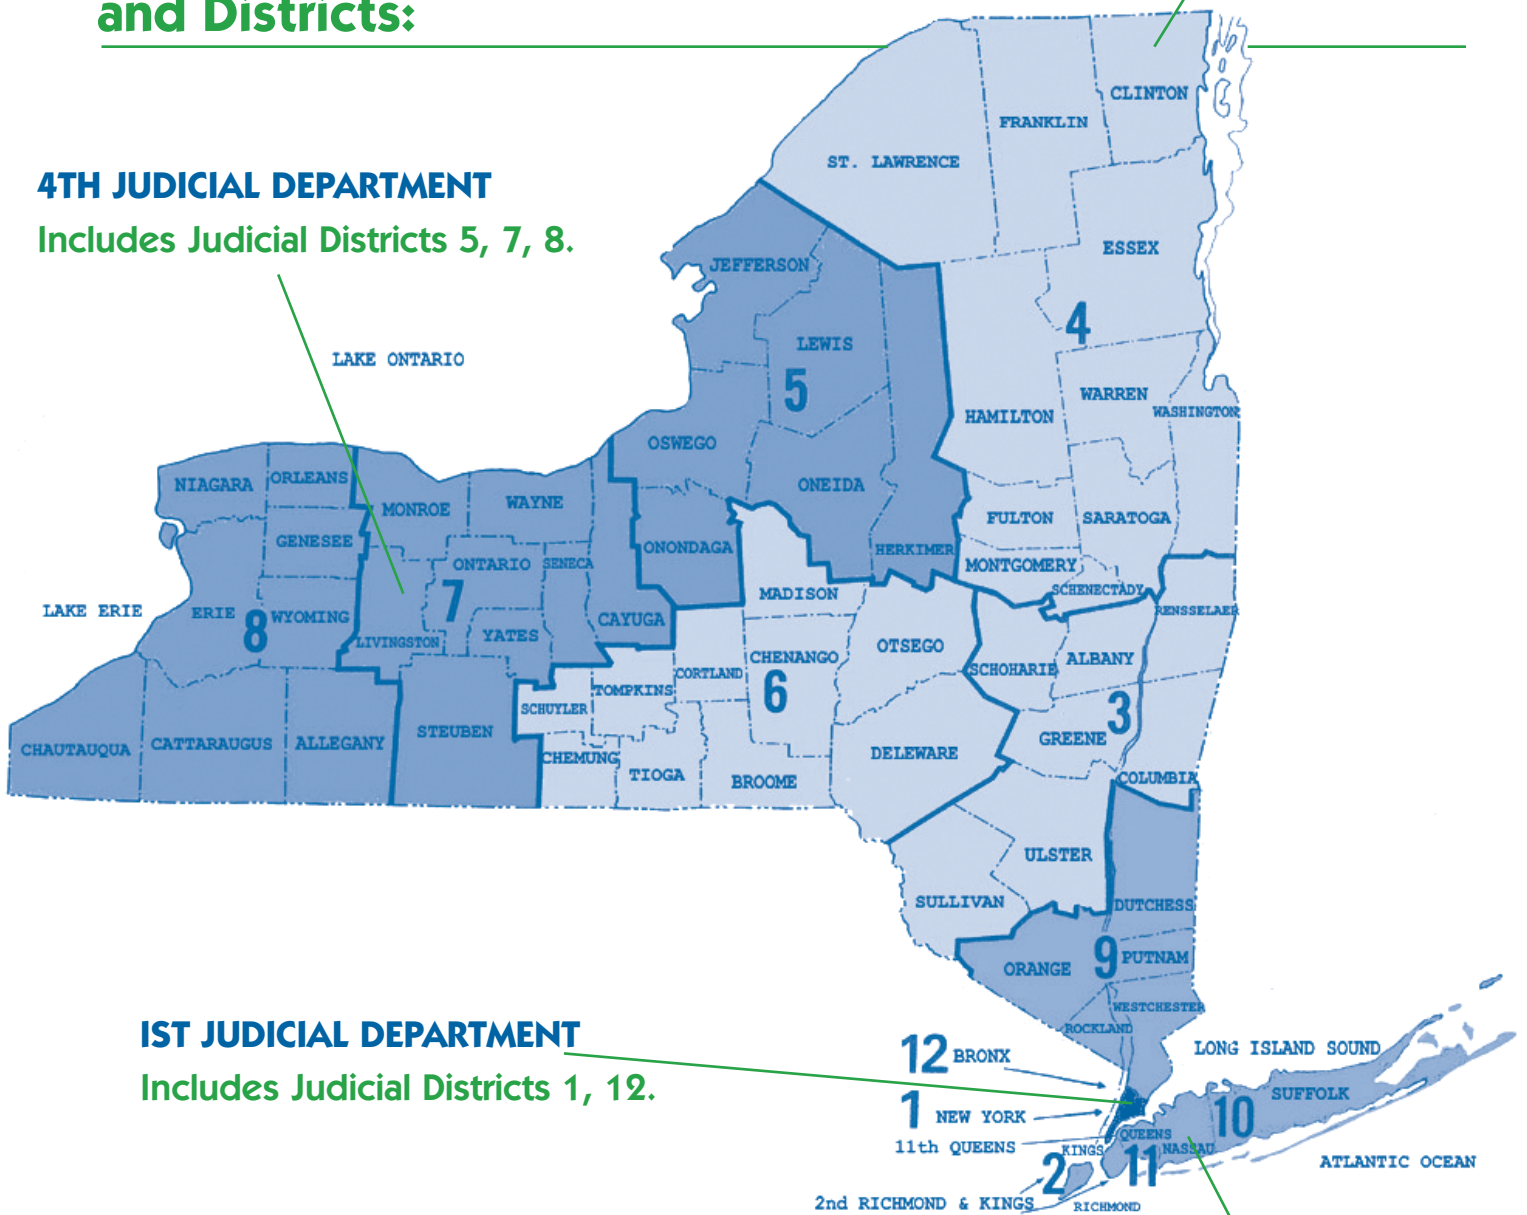 and Districts:
CLINTON
FRANKLIN
ST. LAWRENCE
4TH JUDICIAL DEPARTMENT
Includes Judicial Districts 5, 7, 8.
ESSEX
JEFFERSON
4
LEWIS
LAKE ONTARIO
5
WARREN
WASHINGTON
HAMILTON
OSWEGO
ORLEANS
NIAGARA
ONEIDA
WAYNE
MONROE
FULTON
SARATOGA
GENESEE
ONONDAGA
HERKIMER
ONTARIO
SENECA
MONTGOMERY
SCHENECTADY
MADISON
7
LAKE ERIE
ERIE
WYOMING
8
RENSSELAER
CAYUGA
YATES
LIVINGSTON
OTSEGO
CHENANGO
ALBANY
SCHOHARIE
CORTLAND
TOMPKINS
6
SCHUYLER
3
STEUBEN
GREENE
CHAUTAUQUA
CATTARAUGUS
ALLEGANY
DELEWARE
CHEMUNG
TIOGA
BROOME
COLUMBIA
ULSTER
SULLIVAN
DUTCHESS
9
PUTNAM
ORANGE
WESTCHESTER
ROCKLAND
IST JUDICIAL DEPARTMENT
Includes Judicial Districts 1, 12.
LONG ISLAND SOUND
12 BRONX
SUFFOLK
1 NEW YORK
10
QUEENS
11th QUEENS
KINGS
NASSAU
2
11
ATLANTIC OCEAN
2nd RICHMOND & KINGS
RICHMOND